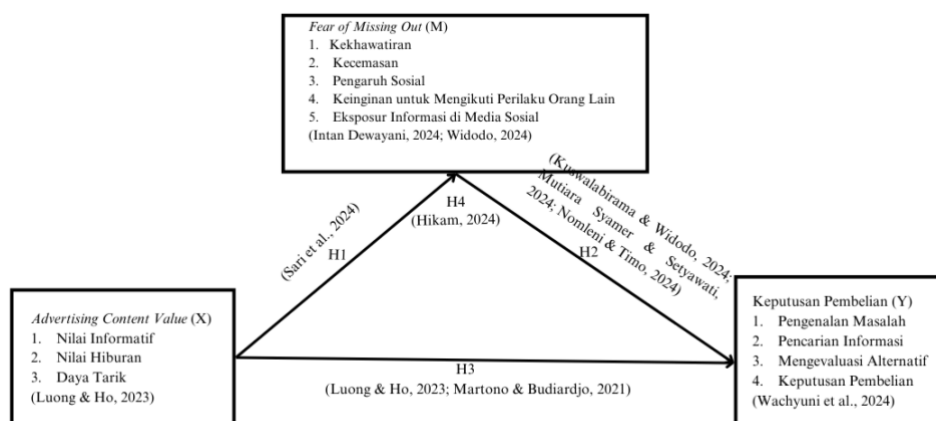 Fear of Missing Out (M)
1. Kekhawatiran
2. Kecemasan
3. Pengaruh Sosial
4. Keinginan untuk Mengikuti Perilaku Orang Lain
5. Eksposur Informasi di Media Sosial
(Intan Dewayani, 2024; Widodo, 2024)
(Sari et al., 2024)
H1
H4
(Hikam, 2024)
(Kuswalabirama & Widodo, 2024;
Mutiara Syamer & Setyawati,
2024; Nomleni & Timo, 2024)
H2
Advertising Content Value (X)
1. Nilai Informatif
2. Nilai Hiburan
3. Daya Tarik
(Luong & Ho, 2023)
H3
(Luong & Ho, 2023; Martono & Budiardjo, 2021)
Keputusan Pembelian (Y)
1. Pengenalan Masalah
2. Pencarian Informasi
3. Mengevaluasi Alternatif
4. Keputusan Pembelian
(Wachyuni et al., 2024)